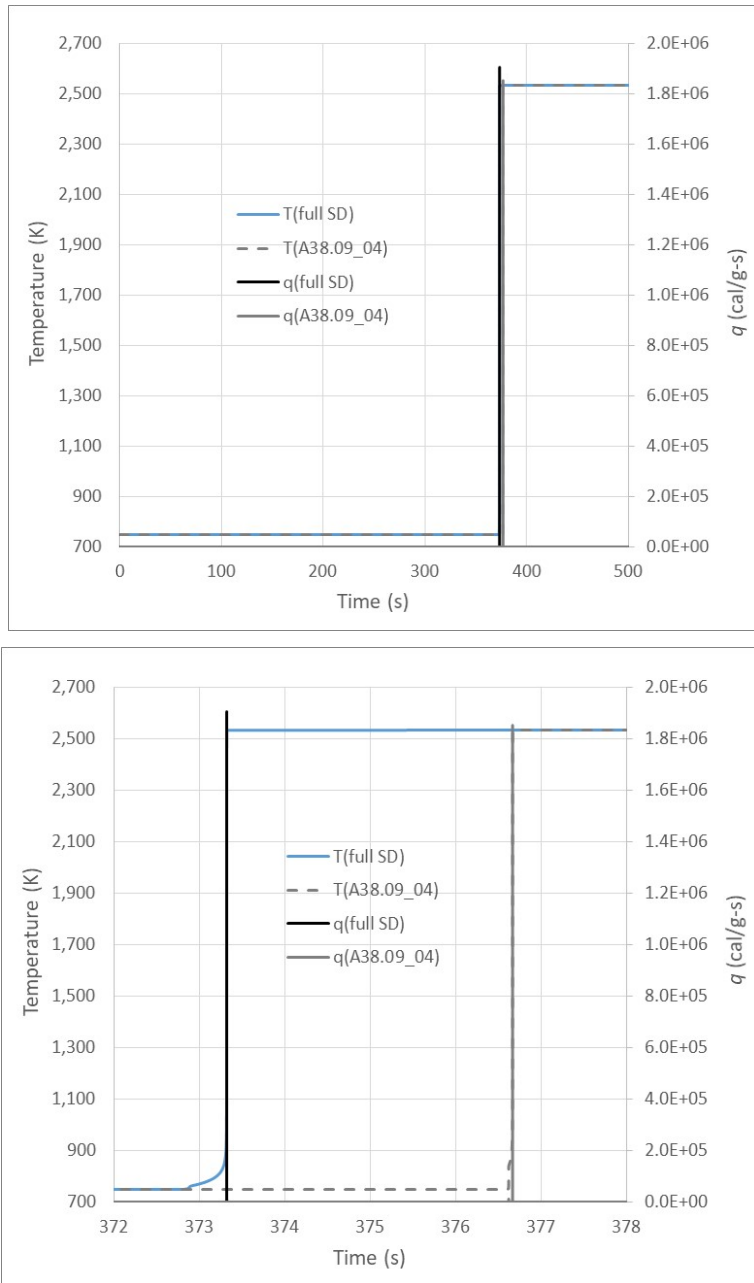 2,700
2,500
2,300
2,100
1,900
1,700
1,500
1,300
1,100
900
700
Temperature (K)
T(full SD)
T(A38.09_04)
q(full SD)
q(A38.09_04)
2.0E+06
1.8E+06
1.6E+06
1.4E+06
1.2E+06
1.0E+06
8.0E+05
6.0E+05
4.0E+05
2.0E+05
0.0E+00
q (cal/g-s)
0 100 200 300 400 500
Time (s)
2,700
2,500
2,300
2,100
1,900
1,700
1,500
1,300
1,100
900
700
Temperature (K)
T(full SD)
T(A38.09_04)
q(full SD)
q(A38.09_04)
2.0E+06
1.8E+06
1.6E+06
1.4E+06
1.2E+06
1.0E+06
8.0E+05
6.0E+05
4.0E+05
2.0E+05
0.0E+00
q (cal/g-s)
372 373 374 375 376 377 378
Time (s)